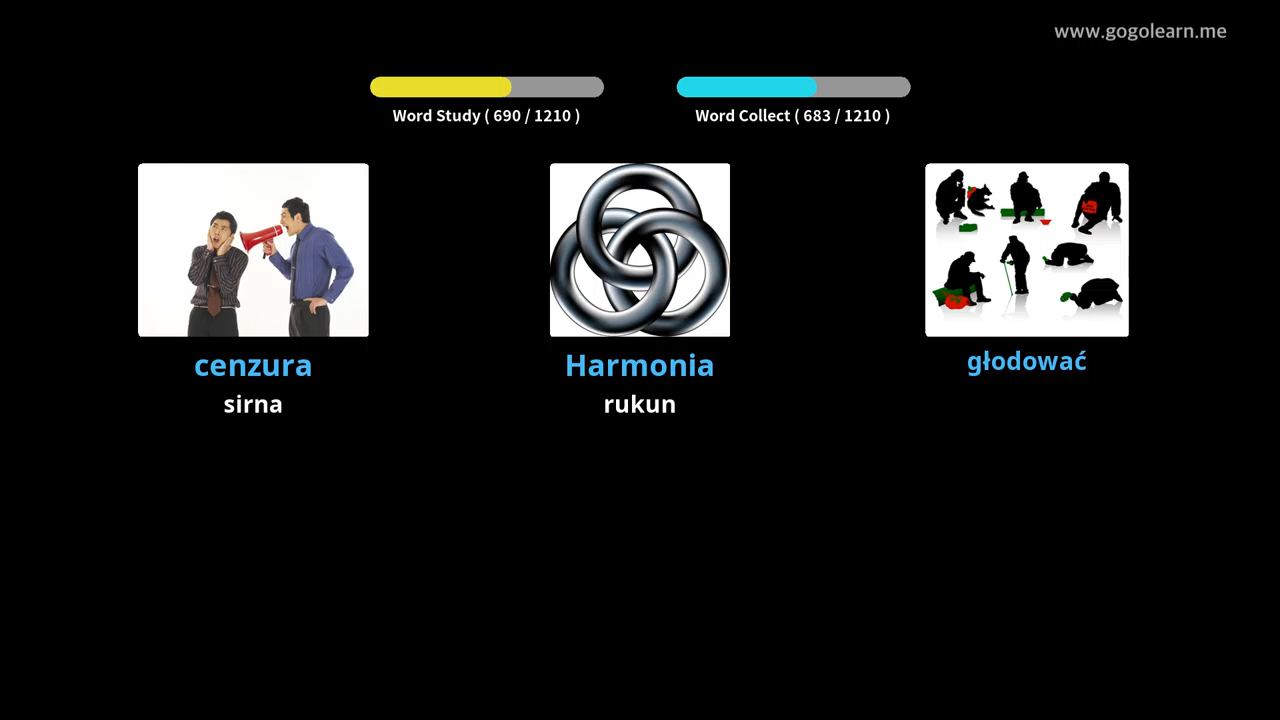 www.gogolearn.me
Word Study ( 690 / 1210 )
Word Collect ( 683 / 1210 )
cenzura
Harmonia
głodować
sirna
rukun